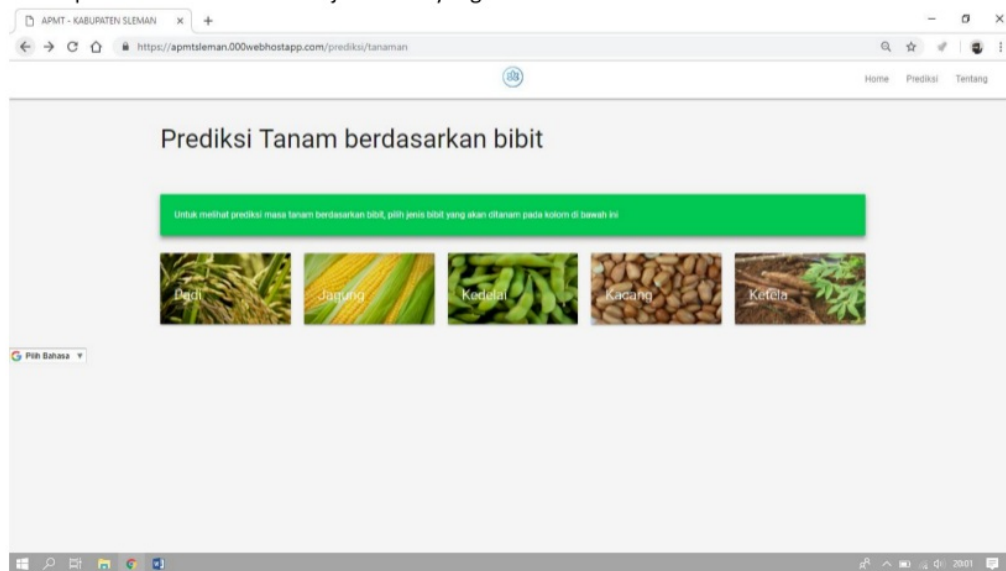 APMT - KABUPATEN SLEMAN
https://apmtsleman.000webhostapp.com/prediksi/tanaman
Home Prediksi Tentang
Prediksi Tanam berdasarkan bibit
Untuk melihat prediksi masa tanam berdasarkan bibit, pilih jenis bibit yang akan ditanam pada kolom di bawah ini
Padi Jagung Kedelai Kacang Ketela
Pilih Bahasa
20:01